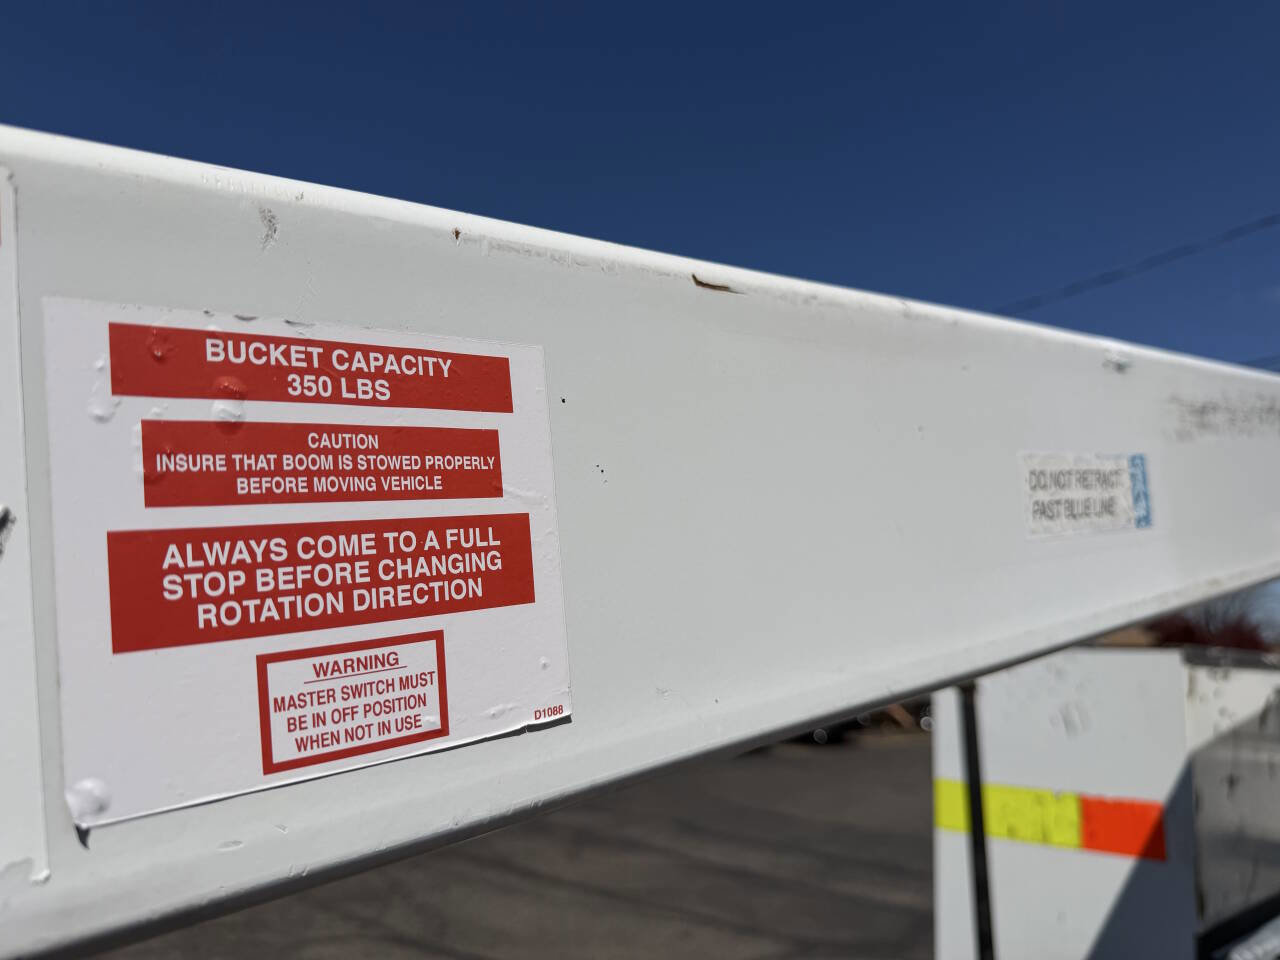 BUCKET CAPACITY
350 LBS
CAUTION
INSURE THAT BOOM IS STOWED PROPERLY
BEFORE MOVING VEHICLE
ALWAYS COME TO A FULL
STOP BEFORE CHANGING
ROTATION DIRECTION
WARNING
MASTER SWITCH MUST
BE IN OFF POSITION
WHEN NOT IN USE
D1088
DO NOT RETRACT
PAST BLUE LINE